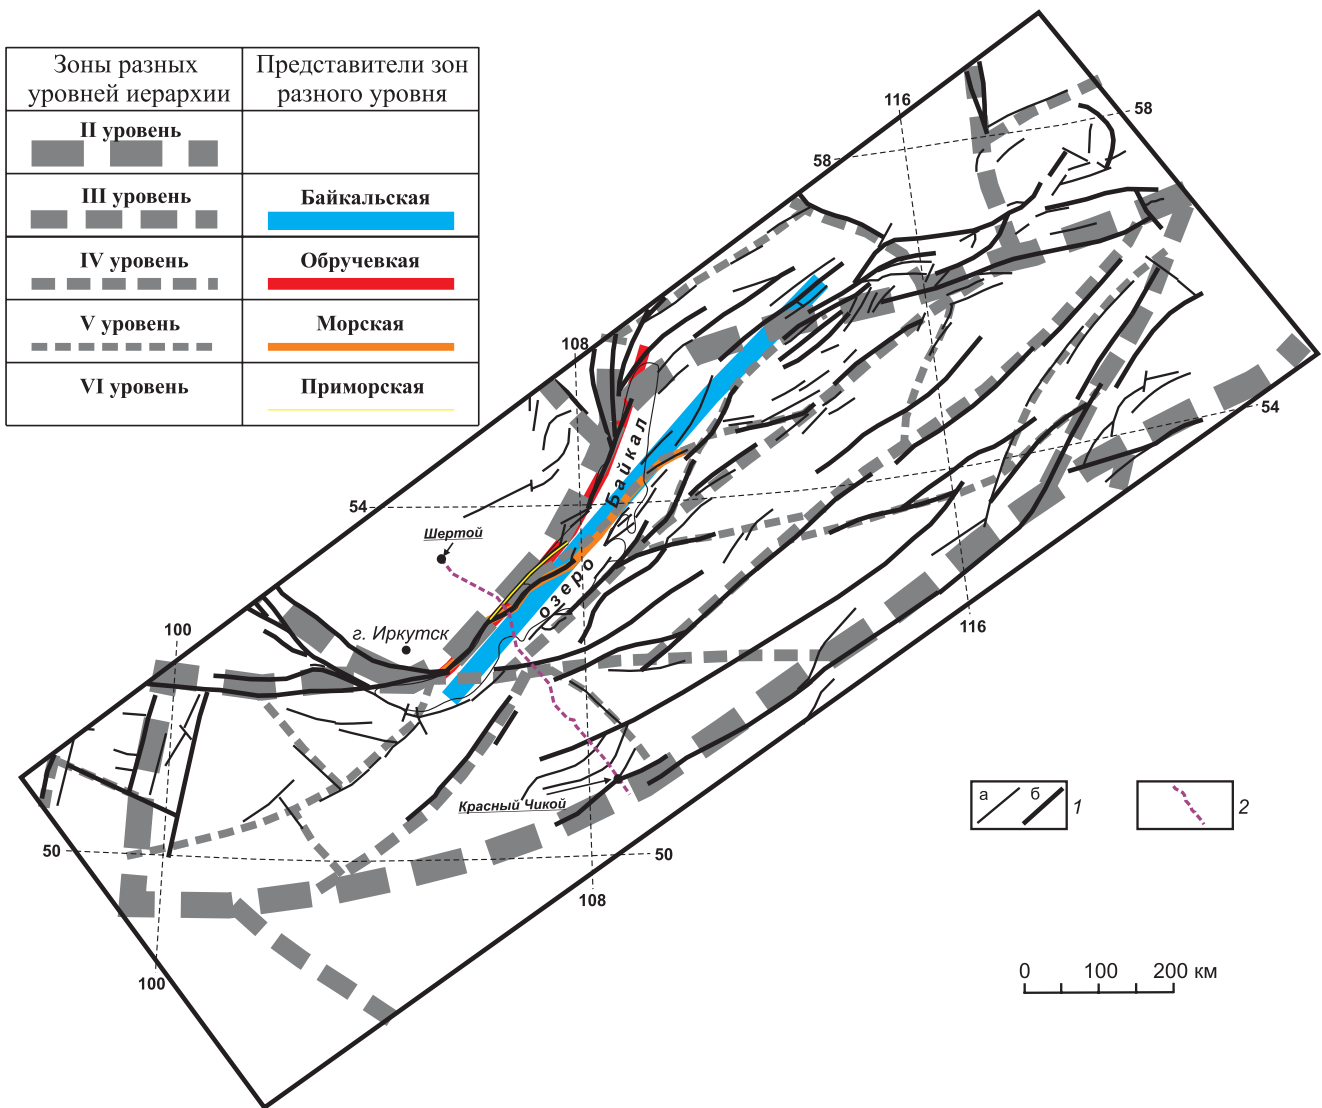 Зоны разных
уровней иерархии
Представители зон
разного уровня
II уровень
III уровень
Байкальская
IV уровень
Обручевкая
V уровень
Морская
VI уровень
Приморская
116
58
58
108
54
54
Шертой
Байкал
озеро
100
г. Иркутск
116
Красный Чикой
а
б
1
2
50
50
108
100
0
100
200 км